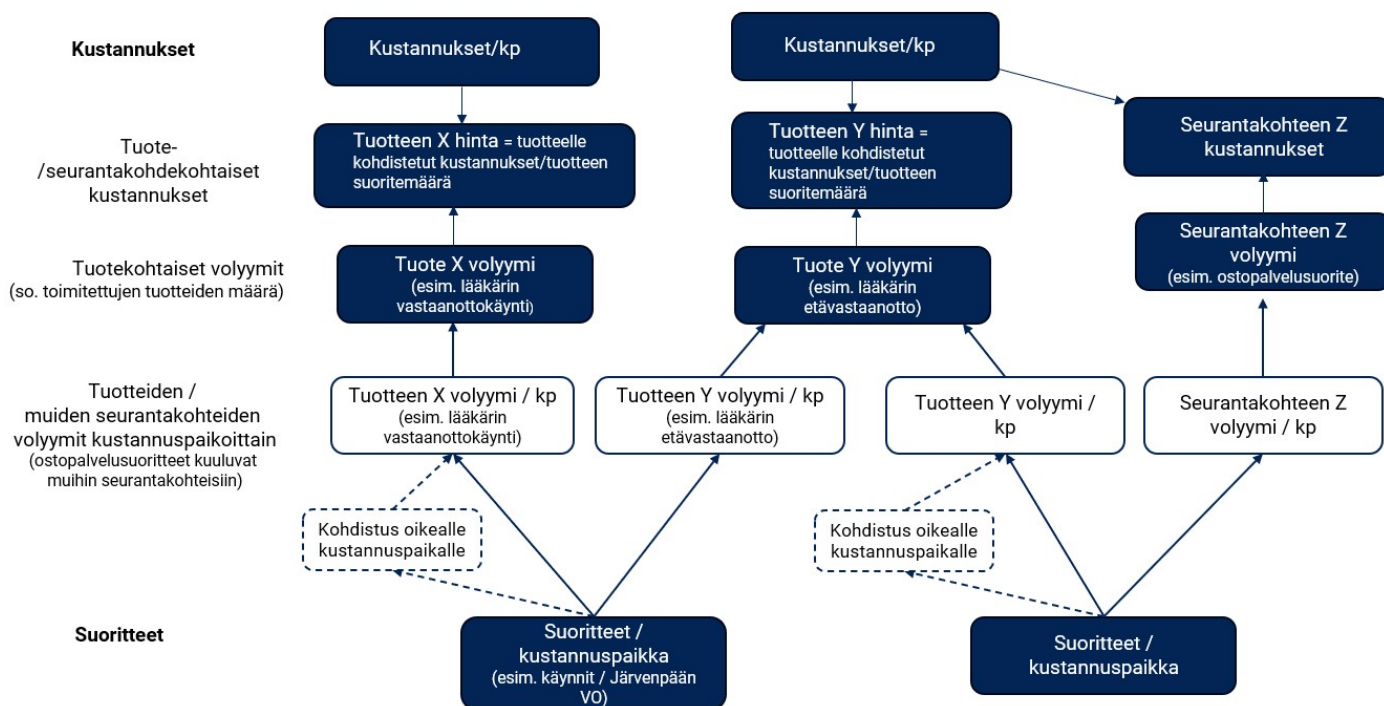 Kustannukset
Kustannukset/kp
Kustannukset/kp
Tuote-
/seurantakohdekohtaiset
kustannukset
Tuotteen X hinta = tuotteelle
kohdistetut kustannukset/tuotteen
suoritemäärä
Tuotteen Y hinta =
tuotteelle kohdistetut
kustannukset/tuotteen
suoritemäärä
Seurantakohteen Z
kustannukset
Tuotekohtaiset volyymit
(so. toimitettujen tuotteiden määrä)
Tuote X volyymi
(esim. lääkärin
vastaanottokäynti)
Tuote Y volyymi
(esim. lääkärin
etävastaanotto)
Seurantakohteen Z
volyymi
(esim. ostopalvelusuorite)
Tuotteiden /
muiden seurantakohteiden
volyymit kustannuspaikoittain
(ostopalvelusuoritteet kuuluvat
muihin seurantakohteisiin)
Tuotteen X volyymi / kp
(esim. lääkärin
vastaanottokäynti)
Tuotteen Y volyymi / kp
(esim. lääkärin
etävastaanotto)
Tuotteen Y volyymi /
kp
Seurantakohteen Z
volyymi / kp
Kohdistus oikealle
kustannuspaikalle
Kohdistus oikealle
kustannuspaikalle
Suoritteet
Suoritteet /
kustannuspaikka
(esim. käynnit / Järvenpään
VO)
Suoritteet /
kustannuspaikka